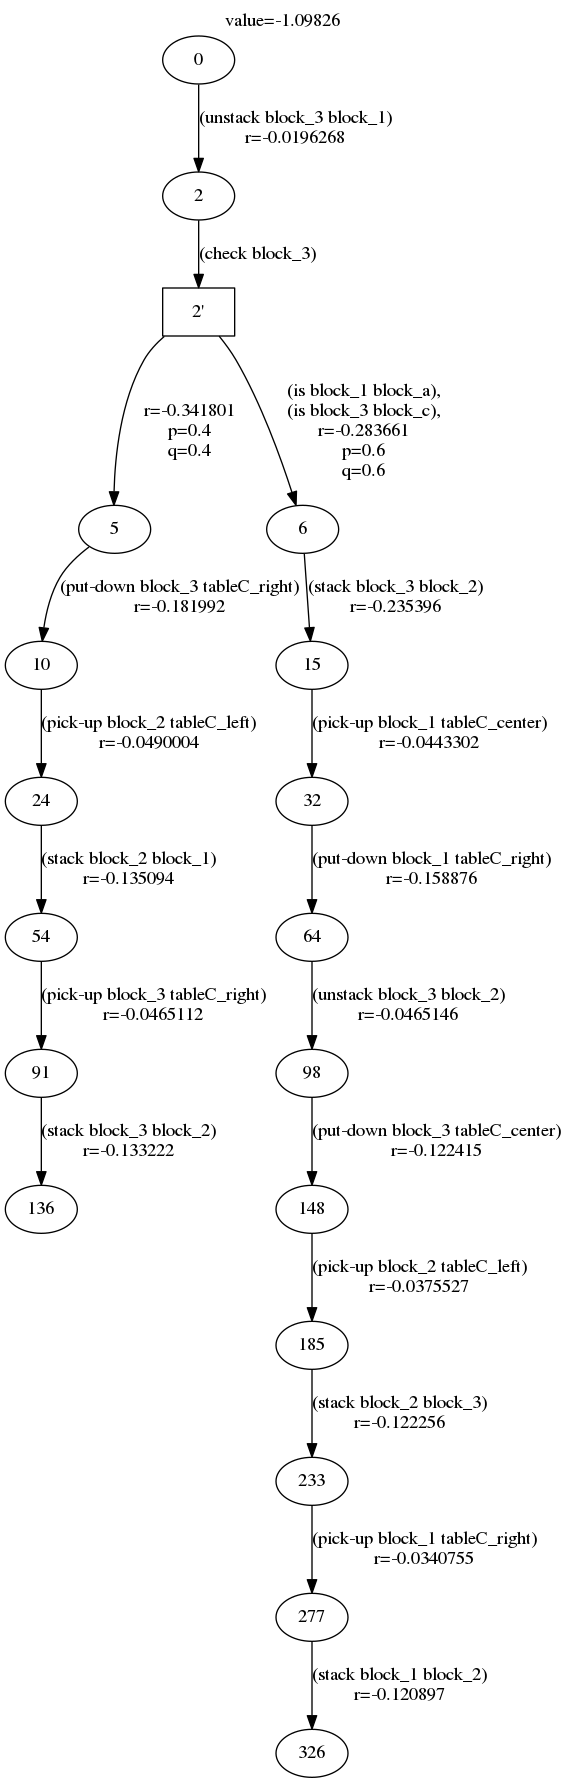 value=-1.09826
0
(unstack block_3 block_1)
r=-0.0196268
2
(check block_3)
2'
r=-0.341801
p=0.4
q=0.4
(is block_1 block_a),
(is block_3 block_c),
r=-0.283661
p=0.6
q=0.6
5
6
(put-down block_3 tableC_right)
r=-0.181992
(stack block_3 block_2)
r=-0.235396
10
15
(pick-up block_2 tableC_left)
r=-0.0490004
(pick-up block_1 tableC_center)
r=-0.0443302
24
32
(stack block_2 block_1)
r=-0.135094
(put-down block_1 tableC_right)
r=-0.158876
54
64
(pick-up block_3 tableC_right)
r=-0.0465112
(unstack block_3 block_2)
r=-0.0465146
91
98
(stack block_3 block_2)
r=-0.133222
(put-down block_3 tableC_center)
r=-0.122415
136
148
(pick-up block_2 tableC_left)
r=-0.0375527
185
(stack block_2 block_3)
r=-0.122256
233
(pick-up block_1 tableC_right)
r=-0.0340755
277
(stack block_1 block_2)
r=-0.120897
326